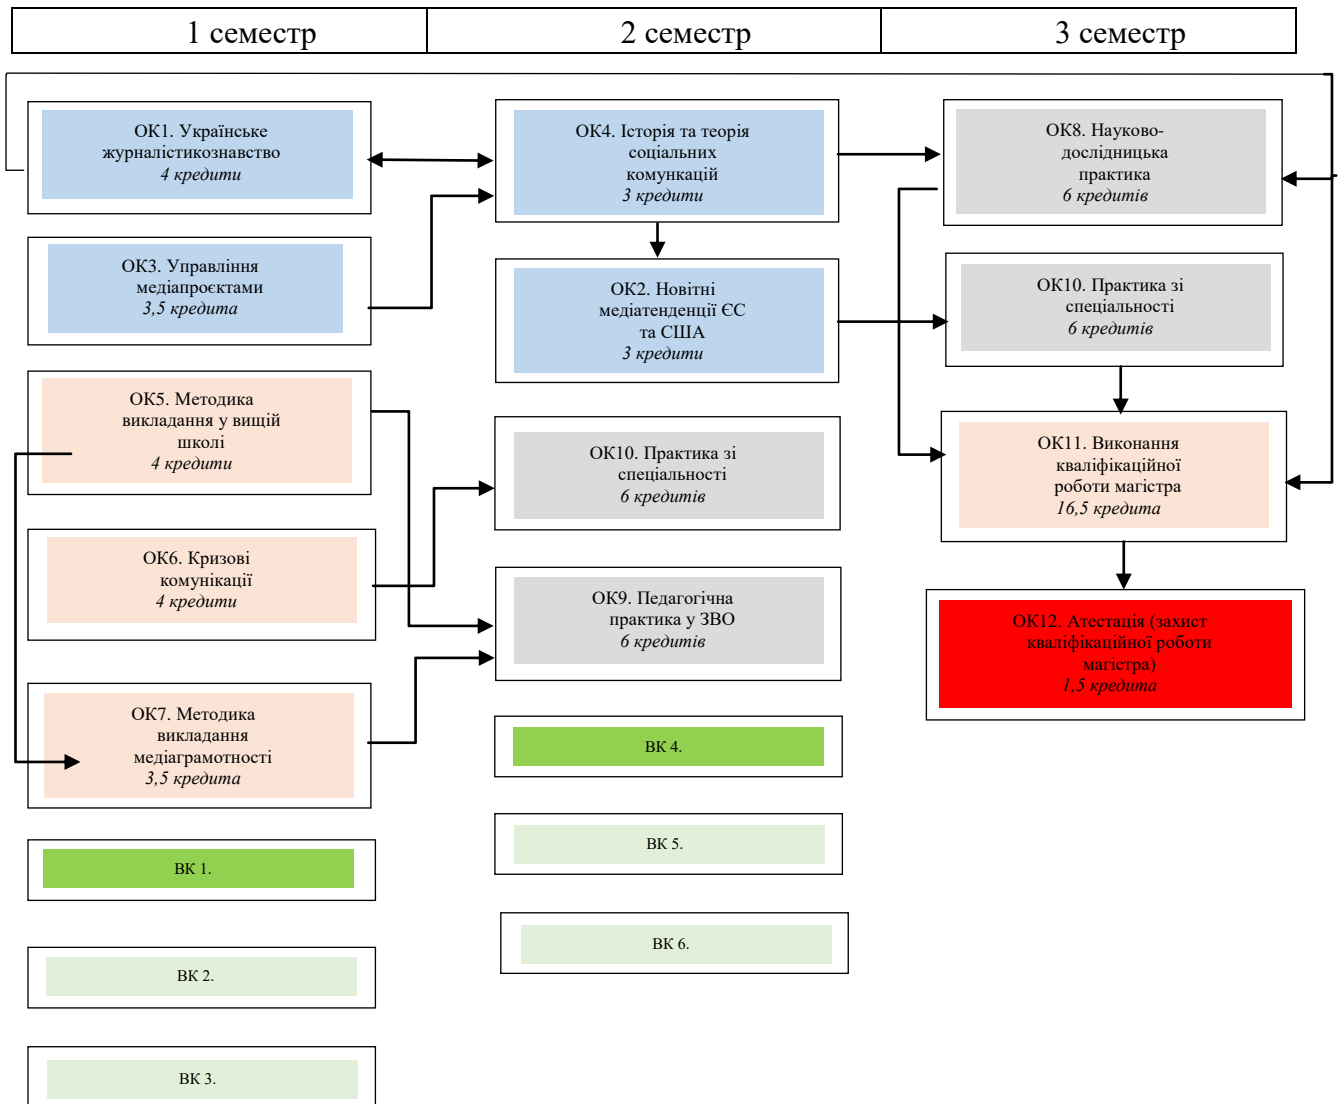 1 семестр
2 семестр
3 семестр
ОК1. Українське
журналістикознавство
4 кредити
ОК3. Управління
медіапроєктами
3,5 кредита
ОК5. Методика
викладання у вищій
школі
4 кредити
ОК6. Кризові
комунікації
4 кредити
ОК7. Методика
викладання
медіаграмотності
3,5 кредита
ВК 1.
ВК 2.
ВК 3.
ОК4. Історія та теорія
соціальних
комункацій
3 кредити
ОК2. Новітні
медіатенденції ЄС
та США
3 кредити
ОК10. Практика зі
спеціальності
6 кредитів
ОК9. Педагогічна
практика у ЗВО
6 кредитів
ВК 4.
ВК 5.
ВК 6.
ОК8. Науково-
дослідницька
практика
6 кредитів
ОК10. Практика зі
спеціальності
6 кредитів
ОК11. Виконання
кваліфікаційної
роботи магістра
16,5 кредита
ОК12. Атестація (захист
кваліфікаційної роботи
магістра)
1,5 кредита